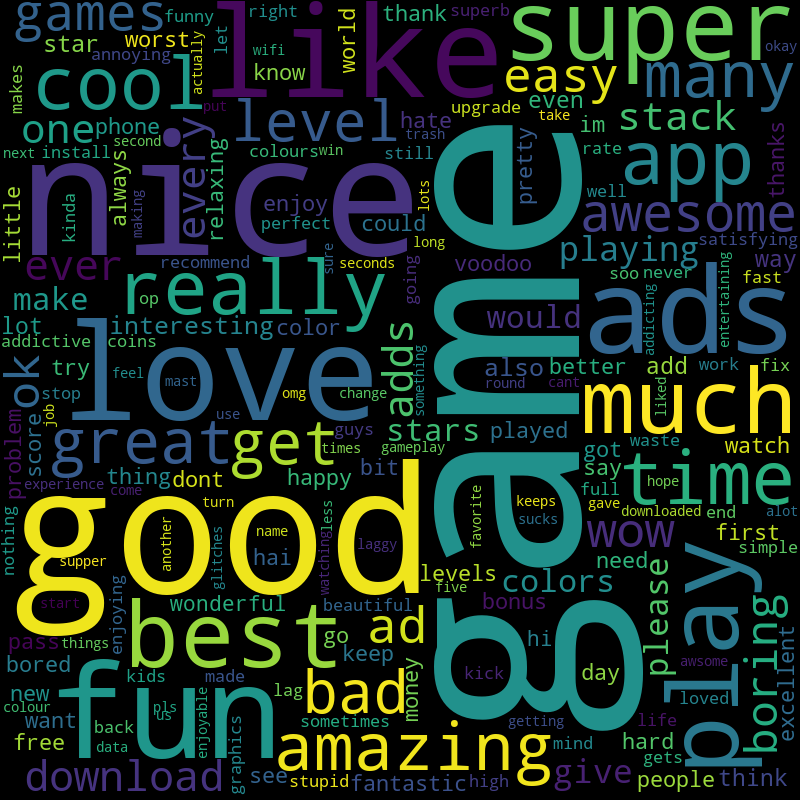 games
funny
right
like
thank
superb
super
star
worst
let
wifi
world
know
okay
annoying
actually
makes
cool
easy
many
put
upgrade
even
take
one
phone
level
hate
trash
im
stack
next
install
second
colours
win
still
pretty
rate
app
thanks
always
every
relaxing
nice
enjoy
lots
well
little
kinda
making
perfect
could
awesome
ever
recommend
sure
seconds
long
going
voodoo
playing
satisfying
way
game
soo
never
fast
really
make
op
lot
interesting
color
adds
would
ads
addicting
entertaining
addictive
coins
ok
try
love
also
better
add
work
fix
feel
mast
omg
change
something
round
cant
liked
much
stop
job
use
great
get
guys
stars
played
got
waste
watch
problem
score
times
gameplay
say
thing
dont
happy
bit
full
time
experience
come
good
turn
keeps
favorite
gave
hope
downloaded
end
alot
nothing
another
name
less
laggy
sucks
wow
first
simple
supper
glitches
hai
watching
levels
need
play
start
wonderful
beautiful
five
colors
please
boring
pass
things
enjoying
best
go
ad
bonus
hi
excellent
bored
keep
kick
day
awsome
new
colour
fun
kids
made
lag
bad
money
loved
want
pls
us
enjoyable
sometimes
getting
life
back
free
data
graphics
amazing
mind
hard
gets
download
see
stupid
fantastic
high
give
people
think